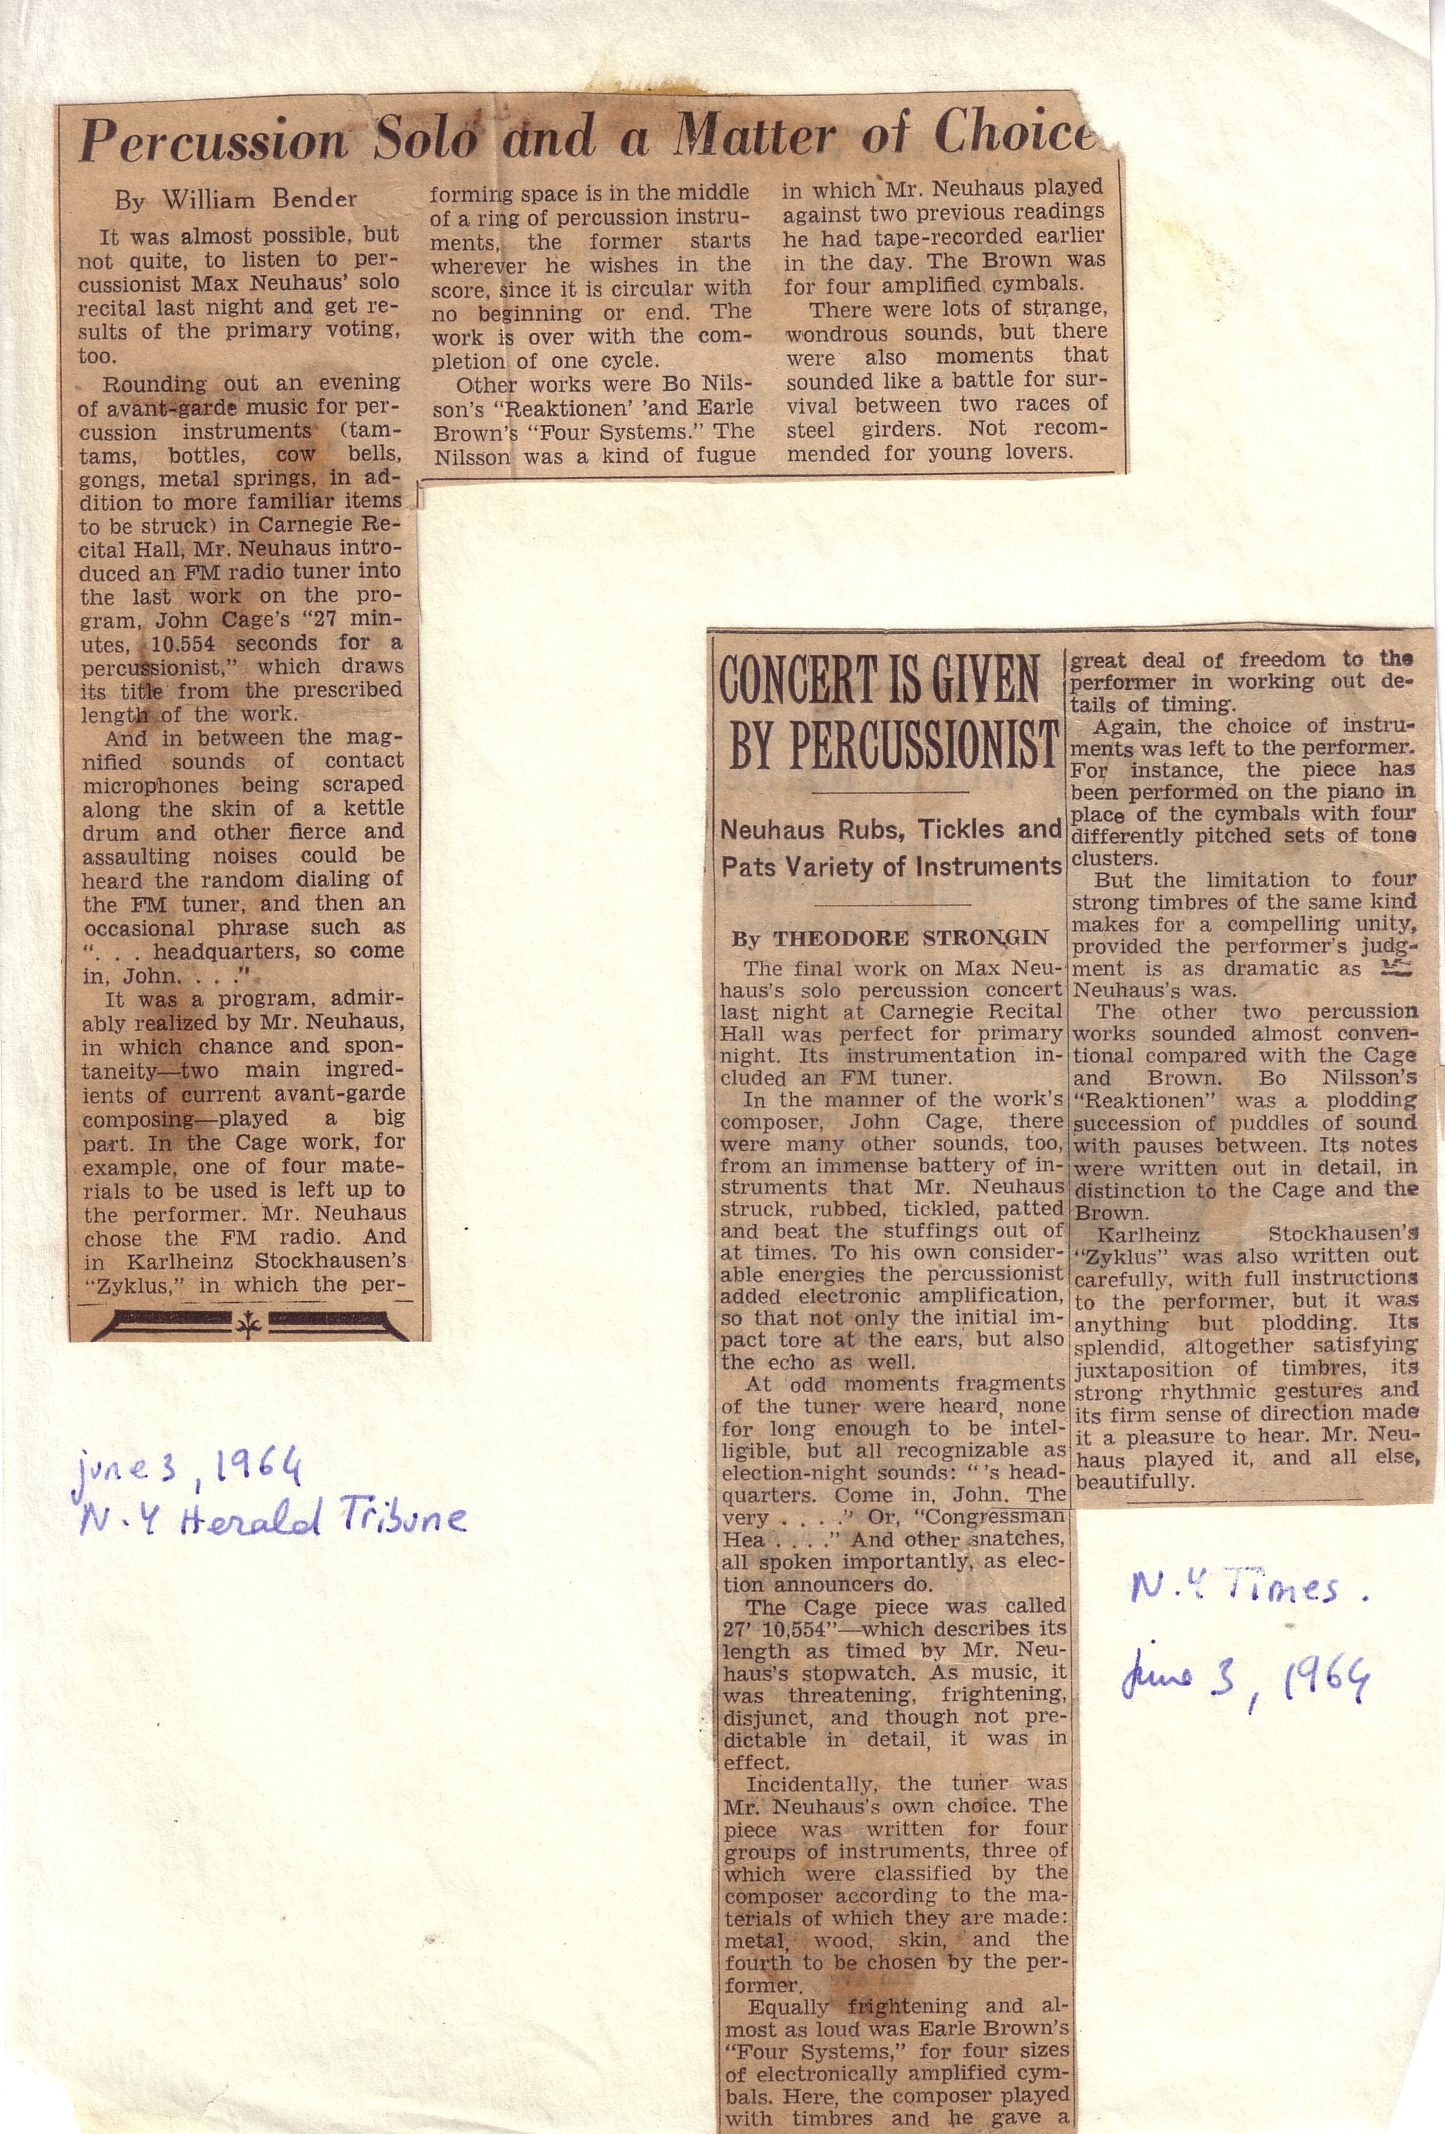 Percussion Solo and a Matter of Choice
By William Bender
It was almost possible, but
not quite, to listen to per-
cussionist Max Neuhaus' solo
recital last night and get re-
sults of the primary voting,
too.
Rounding out an evening
of avant-garde music for per-
cussion instruments (tam-
tams, bottles, cow bells,
gongs, metal springs, in ad-
dition to more familiar items
to be struck) in Carnegie Re-
cital Hall, Mr. Neuhaus intro-
duced an FM radio tuner into
the last work on the pro-
gram, John Cage's "27 min-
utes, 10.554 seconds for a
percussionist," which draws
its title from the prescribed
length of the work.
And in between the mag-
nified sounds of contact
microphones being scraped
along the skin of a kettle
drum and other fierce and
assaulting noises could be
heard the random dialing of
the FM tuner, and then an
occasional phrase such as
". . . headquarters, so come
in, John. . . ."
It was a program, admir-
ably realized by Mr. Neuhaus,
in which chance and spon-
taneity—two main ingred-
ients of current avant-garde
composing—played a big
part. In the Cage work, for
example, one of four mate-
rials to be used is left up to
the performer. Mr. Neuhaus
chose the FM radio. And
in Karlheinz Stockhausen's
"Zyklus," in which the per-
forming space is in the middle
of a ring of percussion instru-
ments, the former starts
wherever he wishes in the
score, since it is circular with
no beginning or end. The
work is over with the com-
pletion of one cycle.
Other works were Bo Nils-
son's "Reaktionen' 'and Earle
Brown's "Four Systems." The
Nilsson was a kind of fugue
in which Mr. Neuhaus played
against two previous readings
he had tape-recorded earlier
in the day. The Brown was
for four amplified cymbals.
There were lots of strange,
wondrous sounds, but there
were also moments that
sounded like a battle for sur-
vival between two races of
steel girders. Not recom-
mended for young lovers.
june 3, 1964
N.Y Herald Tribune
CONCERT IS GIVEN
BY PERCUSSIONIST
Neuhaus Rubs, Tickles and
Pats Variety of Instruments
By THEODORE STRONGIN
The final work on Max Neu-
haus's solo percussion concert
last night at Carnegie Recital
Hall was perfect for primary
night. Its instrumentation in-
cluded an FM tuner.
In the manner of the work's
composer, John Cage, there
were many other sounds, too,
from an immense battery of in-
struments that Mr. Neuhaus
struck, rubbed, tickled, patted
and beat the stuffings out of
at times. To his own consider-
able energies the percussionist
added electronic amplification,
so that not only the initial im-
pact tore at the ears, but also
the echo as well.
At odd moments fragments
of the tuner were heard, none
for long enough to be intel-
ligible, but all recognizable as
election-night sounds: " 's head-
quarters. Come in, John. The
very . . . ." Or, "Congressman
Hea . . . ." And other snatches,
all spoken importantly, as elec-
tion announcers do.
The Cage piece was called
27' 10,554"—which describes its
length as timed by Mr. Neu-
haus's stopwatch. As music, it
was threatening, frightening,
disjunct, and though not pre-
dictable in detail, it was in
effect.
Incidentally, the tuner was
Mr. Neuhaus's own choice. The
piece was written for four
groups of instruments, three of
which were classified by the
composer according to the ma-
terials of which they are made:
metal, wood, skin, and the
fourth to be chosen by the per-
former.
Equally frightening and al-
most as loud was Earle Brown's
"Four Systems," for four sizes
of electronically amplified cym-
bals. Here, the composer played
with timbres and he gave a
great deal of freedom to the
performer in working out de-
tails of timing.
Again, the choice of instru-
ments was left to the performer.
For instance, the piece has
been performed on the piano in
place of the cymbals with four
differently pitched sets of tone
clusters.
But the limitation to four
strong timbres of the same kind
makes for a compelling unity,
provided the performer's judg-
ment is as dramatic as
Neuhaus's was.
The other two percussion
works sounded almost conven-
tional compared with the Cage
and Brown. Bo Nilsson's
"Reaktionen" was a plodding
succession of puddles of sound
with pauses between. Its notes
were written out in detail, in
distinction to the Cage and the
Brown.
Karlheinz Stockhausen's
"Zyklus" was also written out
carefully, with full instructions
to the performer, but it was
anything but plodding. Its
splendid, altogether satisfying
juxtaposition of timbres, its
strong rhythmic gestures and
its firm sense of direction made
it a pleasure to hear. Mr. Neu-
haus played it, and all else,
beautifully.
N.Y Times.
june 3, 1964